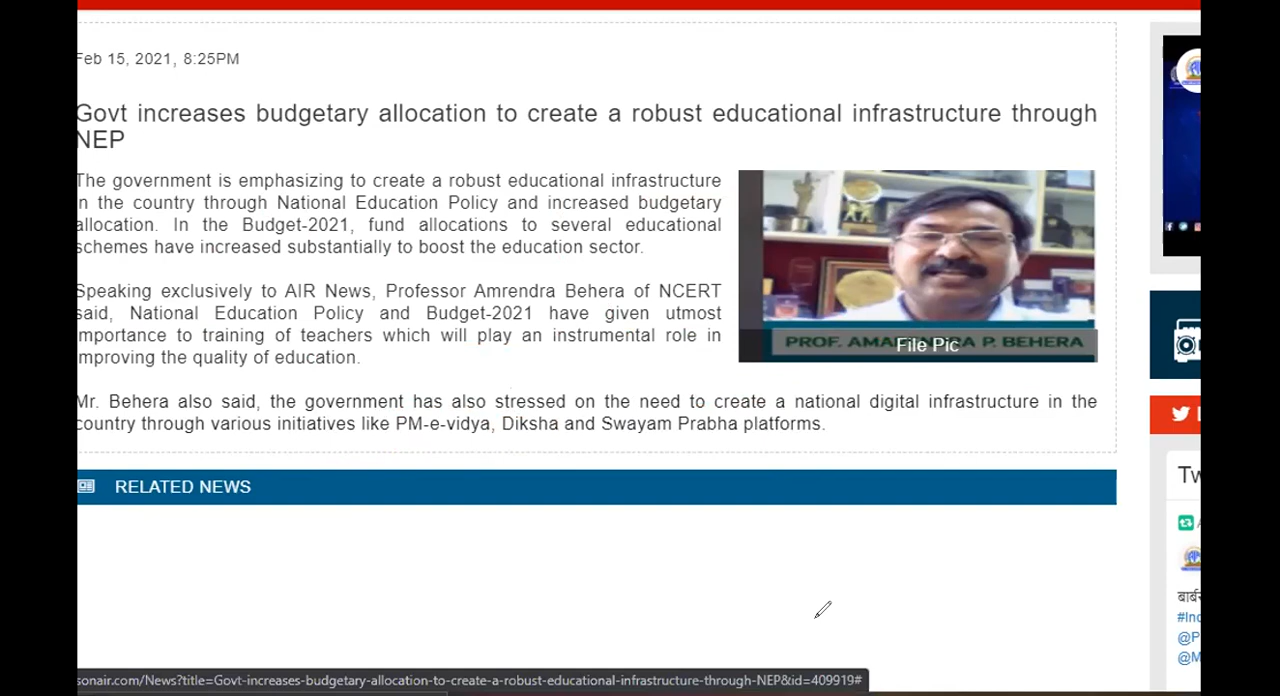 Feb 15, 2021, 8:25PM
Govt increases budgetary allocation to create a robust educational infrastructure through
NEP
The government is emphasizing to create a robust educational infrastructure
in the country through National Education Policy and increased budgetary
allocation. In the Budget-2021, fund allocations to several educational
schemes have increased substantially to boost the education sector.
Speaking exclusively to AIR News, Professor Amrendra Behera of NCERT
said, National Education Policy and Budget-2021 have given utmost
importance to training of teachers which will play an instrumental role in
improving the quality of education.
PROF. AMAR P. BEHERA
File Pic
Mr. Behera also said, the government has also stressed on the need to create a national digital infrastructure in the
country through various initiatives like PM-e-vidya, Diksha and Swayam Prabha platforms.
RELATED NEWS
Tw
#Inc
@P
@M
sonair.com/News?title=Govt-increases-budgetary-allocation-to-create-a-robust-educational-infrastructure-through-NEP&id=409919#